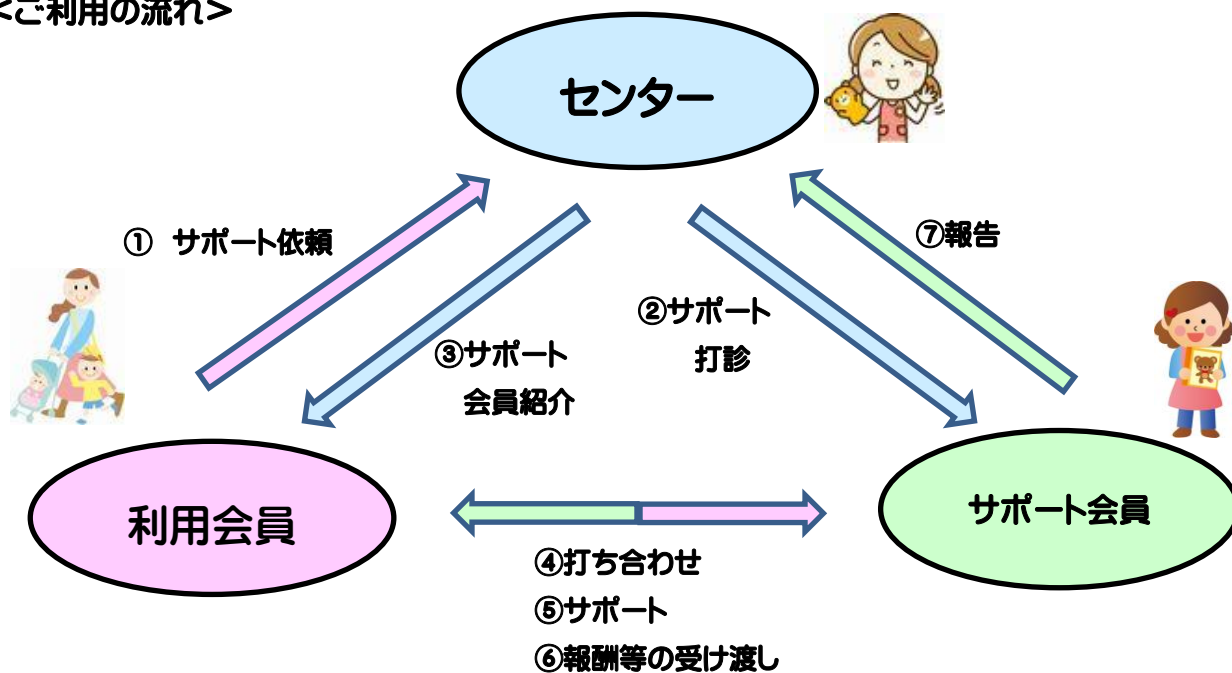 <ご利用の流れ>
センター
① サポート依頼
⑦報告
②サポート
打診
③サポート
会員紹介
利用会員
サポート会員
④打ち合わせ
⑤サポート
⑥報酬等の受け渡し